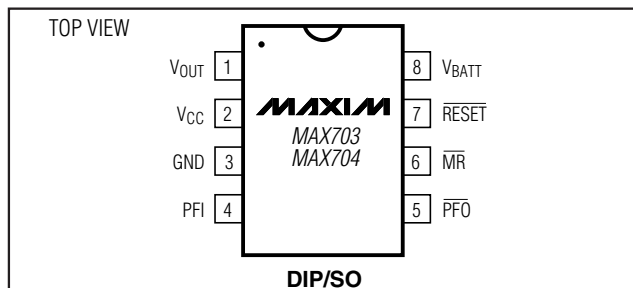 TOP VIEW
VOUT 1
VCC 2
GND 3
PFI 4
MAXIM
MAX703
MAX704
8 VBATT
7 RESET
6 MR
5 PFO
DIP/SO